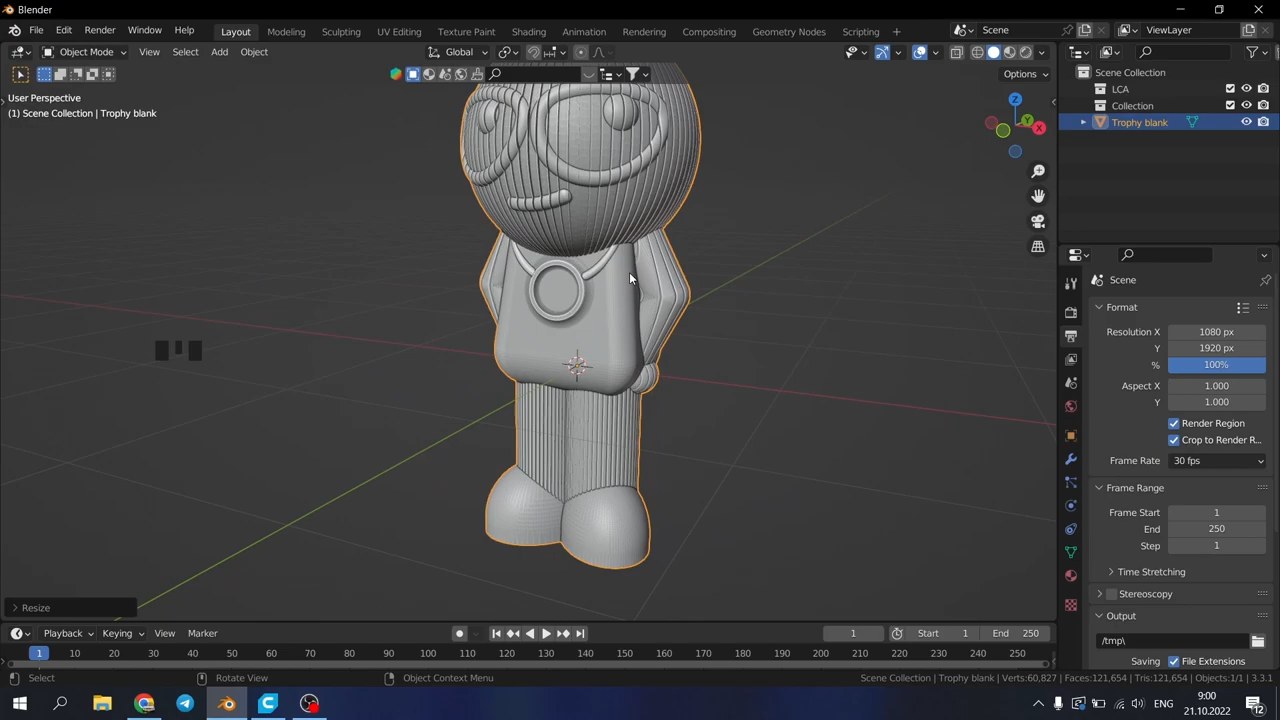 Blender
File Edit Render Window Help Layout Modeling Sculpting UV Editing Texture Paint Shading Animation Rendering Compositing Geometry Nodes Scripting + Scene ViewLayer
Object Mode View Select Add Object Global
Options
User Perspective
(1) Scene Collection | Trophy blank
Scene Collection
LCA
Collection
Trophy blank
Z
Y
X
Scene
Format
Resolution X 1080 px
Y 1920 px
% 100%
Aspect X 1.000
Y 1.000
Render Region
Crop to Render R...
Frame Rate 30 fps
Frame Range
Frame Start 1
End 250
Step 1
Time Stretching
Stereoscopy
Output
/tmp\
Saving File Extensions
Resize
Playback Keying View Marker 1 Start 1 End 250
1 10 20 30 40 50 60 70 80 90 100 110 120 130 140 150 160 170 180 190 200 210 220 230 240 250
Select Rotate View Object Context Menu Scene Collection | Trophy blank | Verts:60,827 | Faces:121,654 | Tris:121,654 | Objects:1/1 | 3.3.1
ENG
9:00
21.10.2022
12